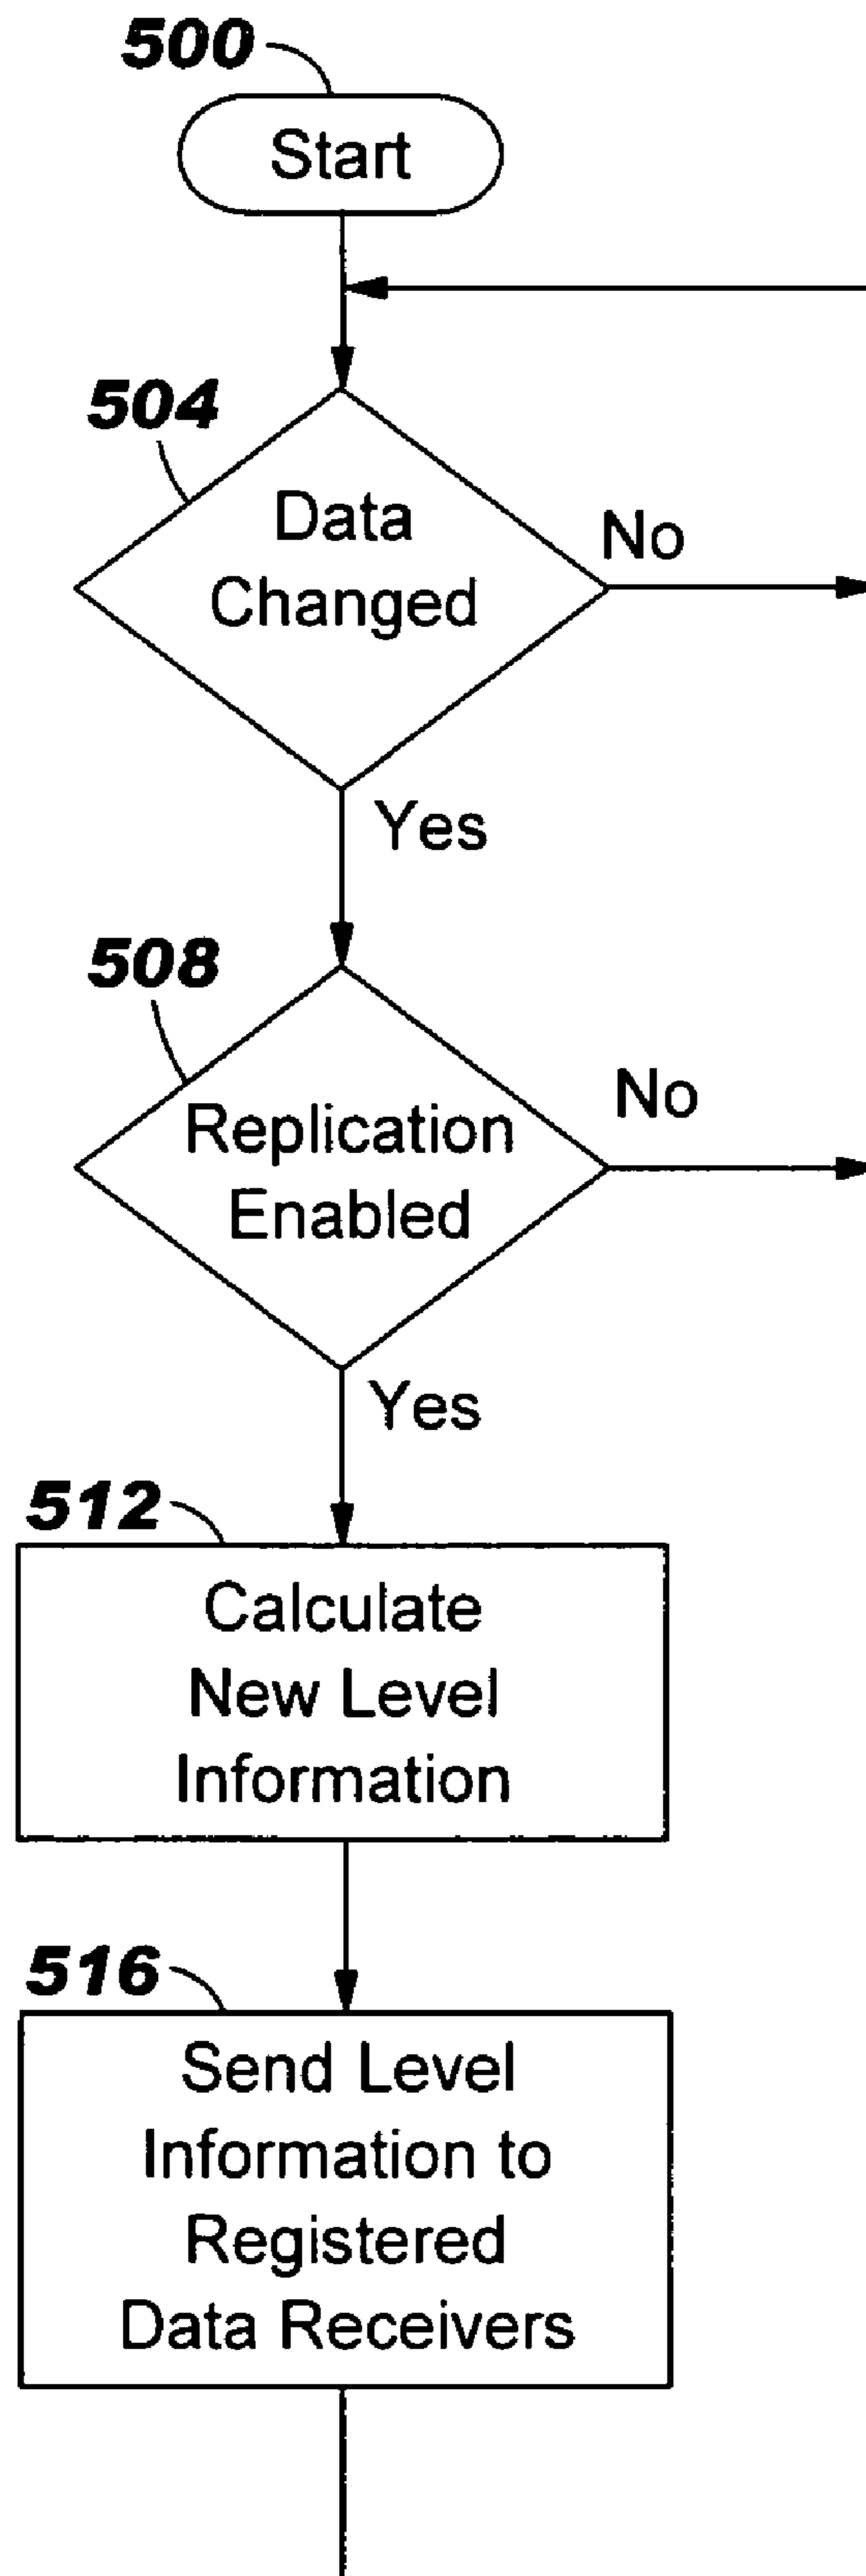 500
Start
504
Data
Changed
No
Yes
508
Replication
Enabled
No
Yes
512
Calculate
New Level
Information
516
Send Level
Information to
Registered
Data Receivers